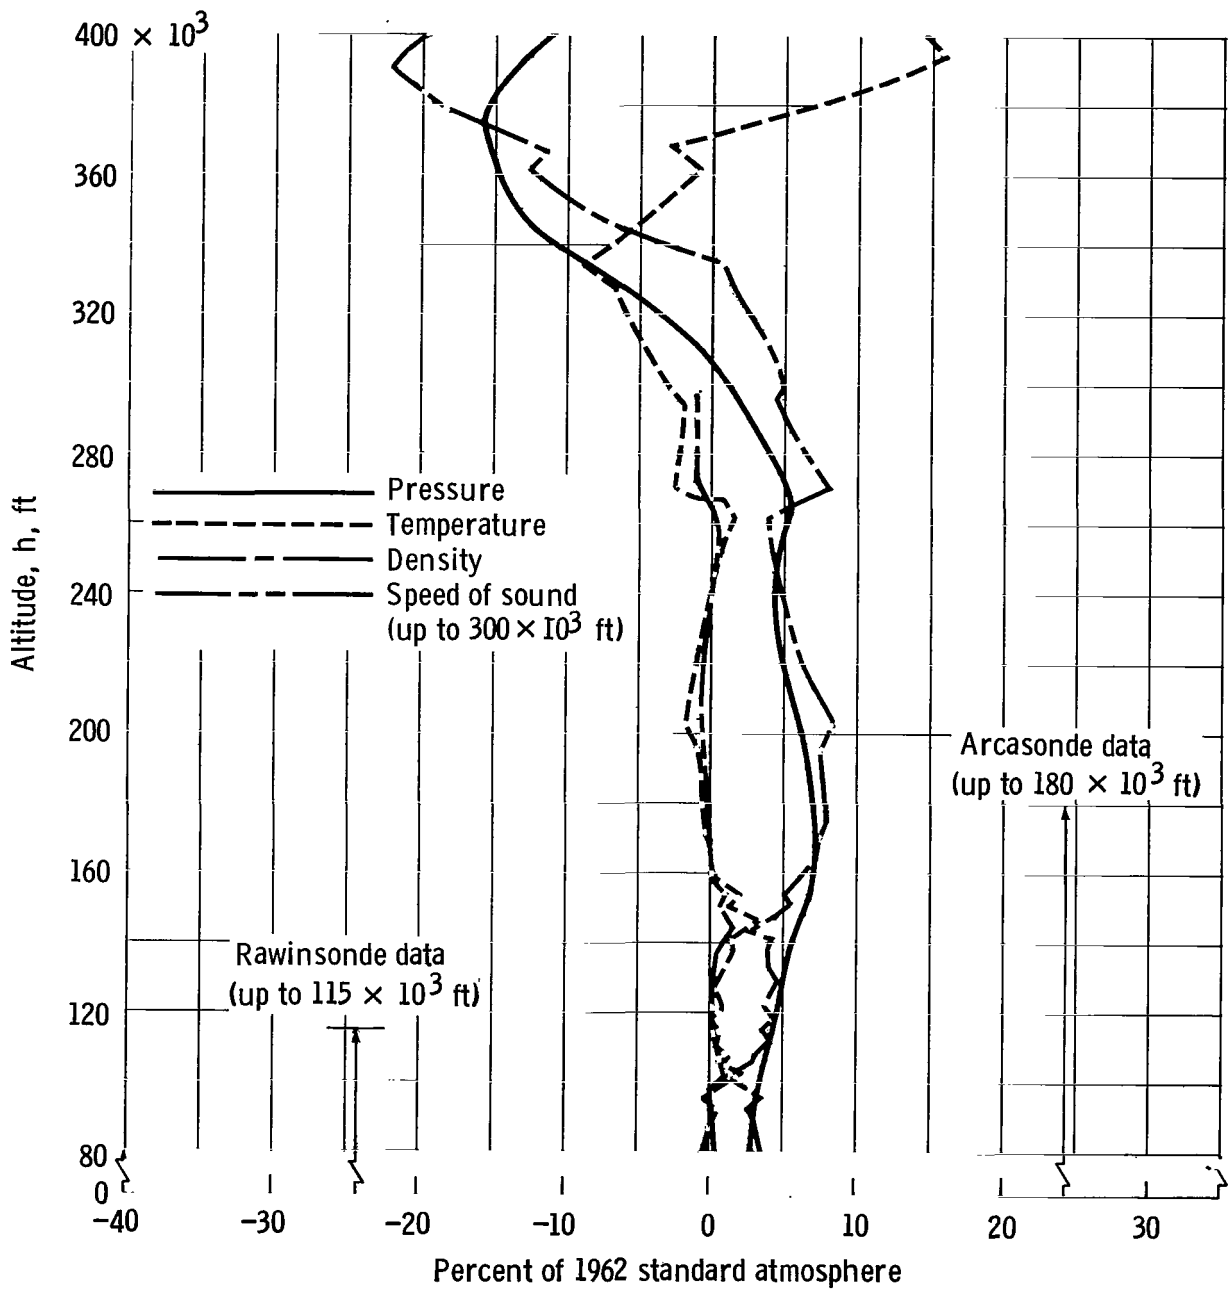 400 × 10³
360
320
280
240
200
160
120
80
0
Altitude, h, ft
Pressure
Temperature
Density
Speed of sound
(up to 300 × 10³ ft)
Arcasonde data
(up to 180 × 10³ ft)
Rawinsonde data
(up to 115 × 10³ ft)
−40 −30 −20 −10 0 10 20 30
Percent of 1962 standard atmosphere